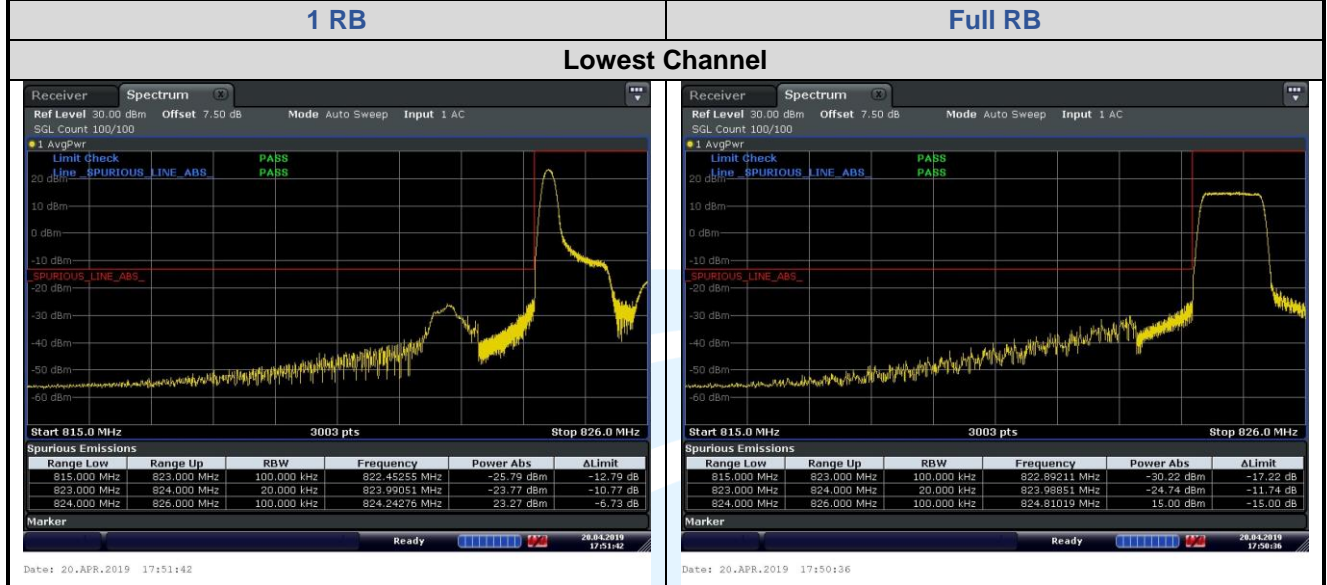 1 RB
Full RB
Lowest Channel
Receiver Spectrum X
Ref Level 30.00 dBm Offset 7.50 dB Mode Auto Sweep Input 1 AC
SGL Count 100/100
1 AvgPwr
Limit Check PASS
Line _SPURIOUS_LINE_ABS_ PASS
20 dBm
10 dBm
0 dBm
-10 dBm
_SPURIOUS_LINE_ABS_
-20 dBm
-30 dBm
-40 dBm
-50 dBm
-60 dBm
Start 815.0 MHz 3003 pts Stop 826.0 MHz
Spurious Emissions
Range Low Range Up RBW Frequency Power Abs ΔLimit
815.000 MHz 823.000 MHz 100.000 kHz 822.45255 MHz -25.79 dBm -12.79 dB
823.000 MHz 824.000 MHz 20.000 kHz 823.99051 MHz -23.77 dBm -10.77 dB
824.000 MHz 826.000 MHz 100.000 kHz 824.24276 MHz 23.27 dBm -6.73 dB
Marker
Ready 20.04.2019
17:51:42
Date: 20.APR.2019 17:51:42
Receiver Spectrum X
Ref Level 30.00 dBm Offset 7.50 dB Mode Auto Sweep Input 1 AC
SGL Count 100/100
1 AvgPwr
Limit Check PASS
Line _SPURIOUS_LINE_ABS_ PASS
20 dBm
10 dBm
0 dBm
-10 dBm
_SPURIOUS_LINE_ABS_
-20 dBm
-30 dBm
-40 dBm
-50 dBm
-60 dBm
Start 815.0 MHz 3003 pts Stop 826.0 MHz
Spurious Emissions
Range Low Range Up RBW Frequency Power Abs ΔLimit
815.000 MHz 823.000 MHz 100.000 kHz 822.89211 MHz -30.22 dBm -17.22 dB
823.000 MHz 824.000 MHz 20.000 kHz 823.98851 MHz -24.74 dBm -11.74 dB
824.000 MHz 826.000 MHz 100.000 kHz 824.81019 MHz 15.00 dBm -15.00 dB
Marker
Ready 20.04.2019
17:50:36
Date: 20.APR.2019 17:50:36